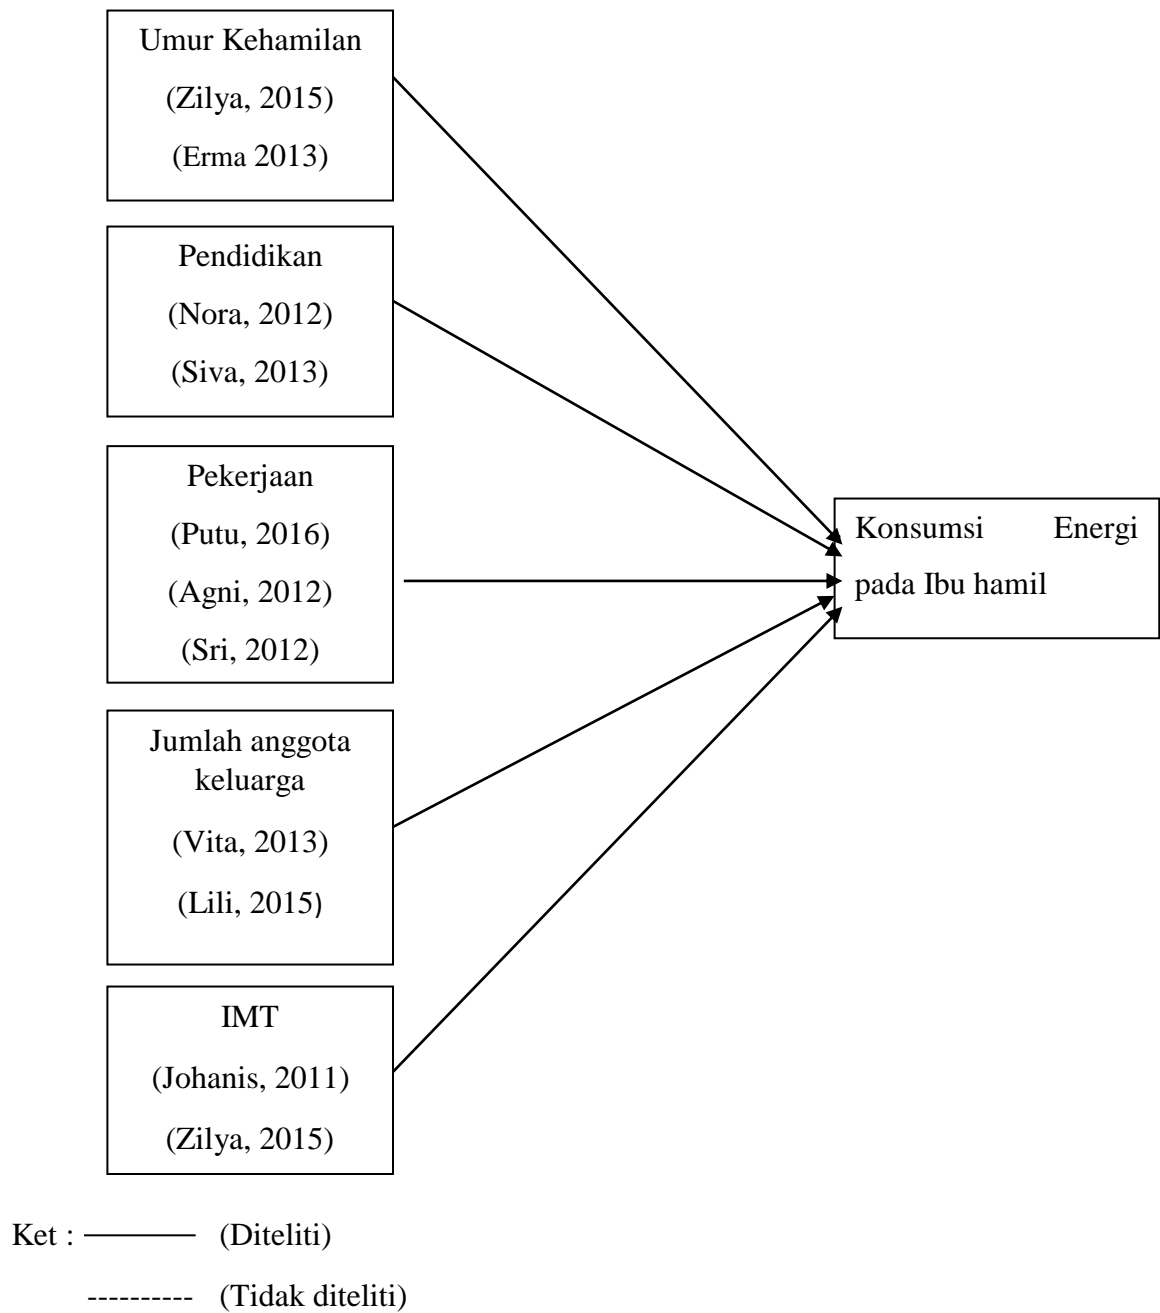 Umur Kehamilan
(Zilya, 2015)
(Erma 2013)
Pendidikan
(Nora, 2012)
(Siva, 2013)
Pekerjaan
(Putu, 2016)
(Agni, 2012)
(Sri, 2012)
Jumlah anggota
keluarga
(Vita, 2013)
(Lili, 2015)
IMT
(Johanis, 2011)
(Zilya, 2015)
Konsumsi Energi
pada Ibu hamil
Ket : (Diteliti)
(Tidak diteliti)